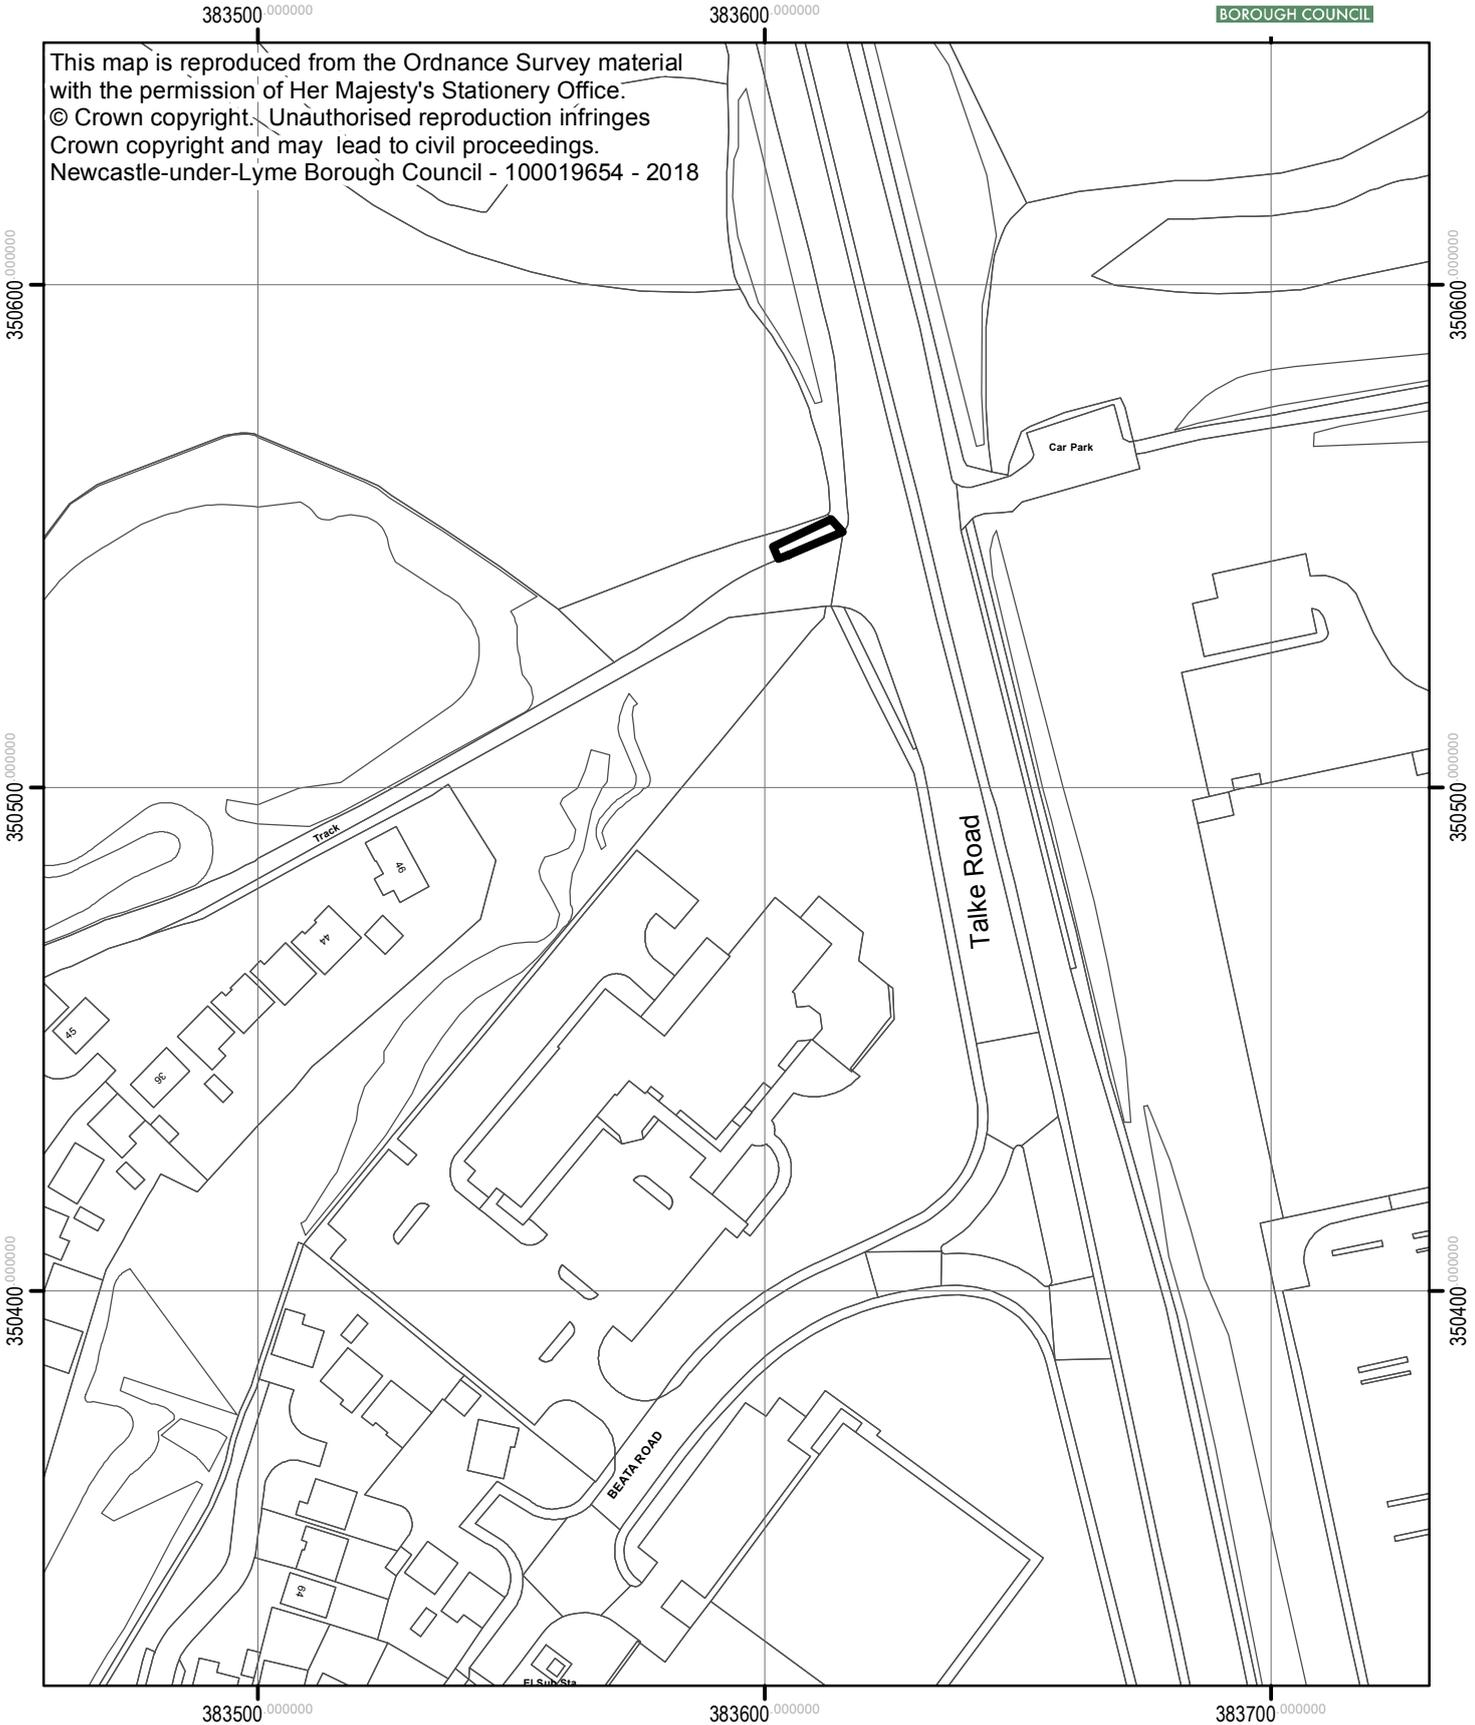 383500.000000
383600.000000
BOROUGH COUNCIL
This map is reproduced from the Ordnance Survey material
with the permission of Her Majesty's Stationery Office.
© Crown copyright. Unauthorised reproduction infringes
Crown copyright and may lead to civil proceedings.
Newcastle-under-Lyme Borough Council - 100019654 - 2018
350600.000000
350600.000000
Car Park
350500.000000
350500.000000
Track
Talke Road
46
44
45
36
350400.000000
350400.000000
BEATA ROAD
64
El Sub Sta
383500.000000
383600.000000
383700.000000